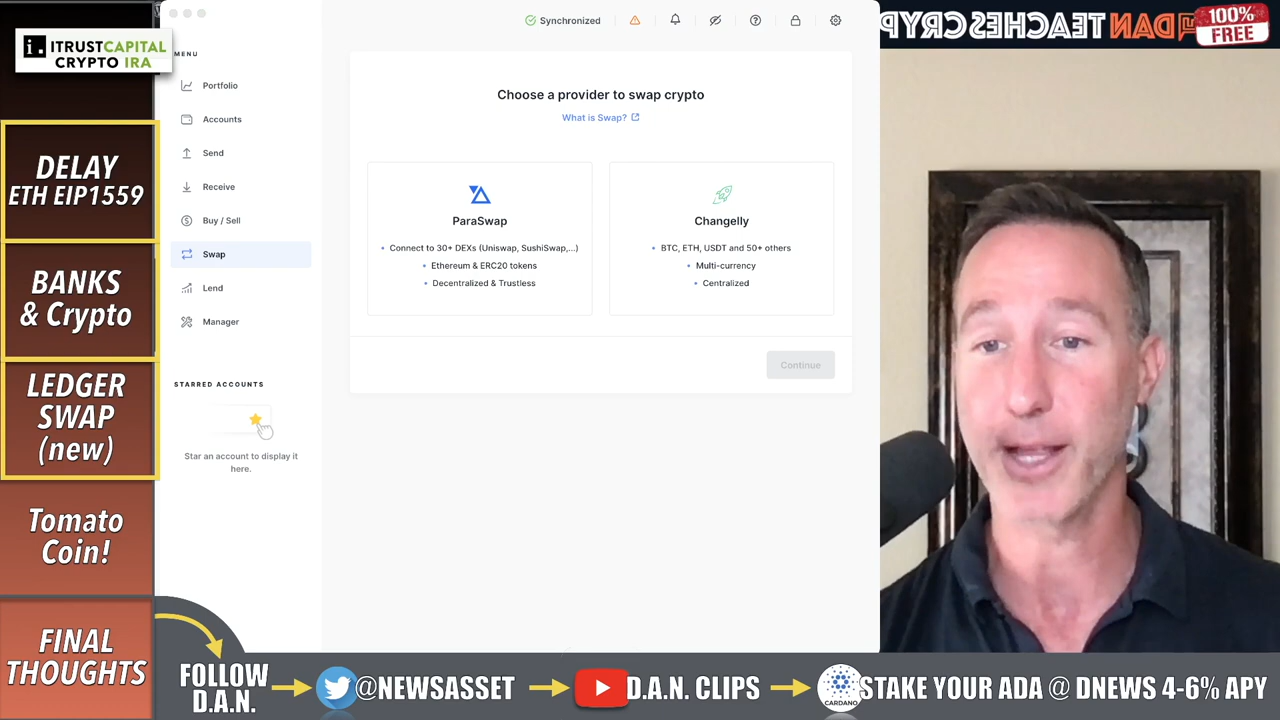 i. ITRUSTCAPITAL
CRYPTO IRA
DELAY
ETH EIP1559
BANKS
& Crypto
LEDGER
SWAP
(new)
Tomato
Coin!
FINAL
THOUGHTS
MENU
Portfolio
Accounts
Send
Receive
Buy / Sell
Swap
Lend
Manager
STARRED ACCOUNTS
Star an account to display it
here.
Synchronized
Choose a provider to swap crypto
What is Swap?
ParaSwap
• Connect to 30+ DEXs (Uniswap, SushiSwap,...)
• Ethereum & ERC20 tokens
• Decentralized & Trustless
Changelly
• BTC, ETH, USDT and 50+ others
• Multi-currency
• Centralized
Continue
DAN TEACHES CRYP
100%
FREE
FOLLOW
D.A.N.
@NEWSASSET
D.A.N. CLIPS
CARDANO
STAKE YOUR ADA @ DNEWS 4-6% APY